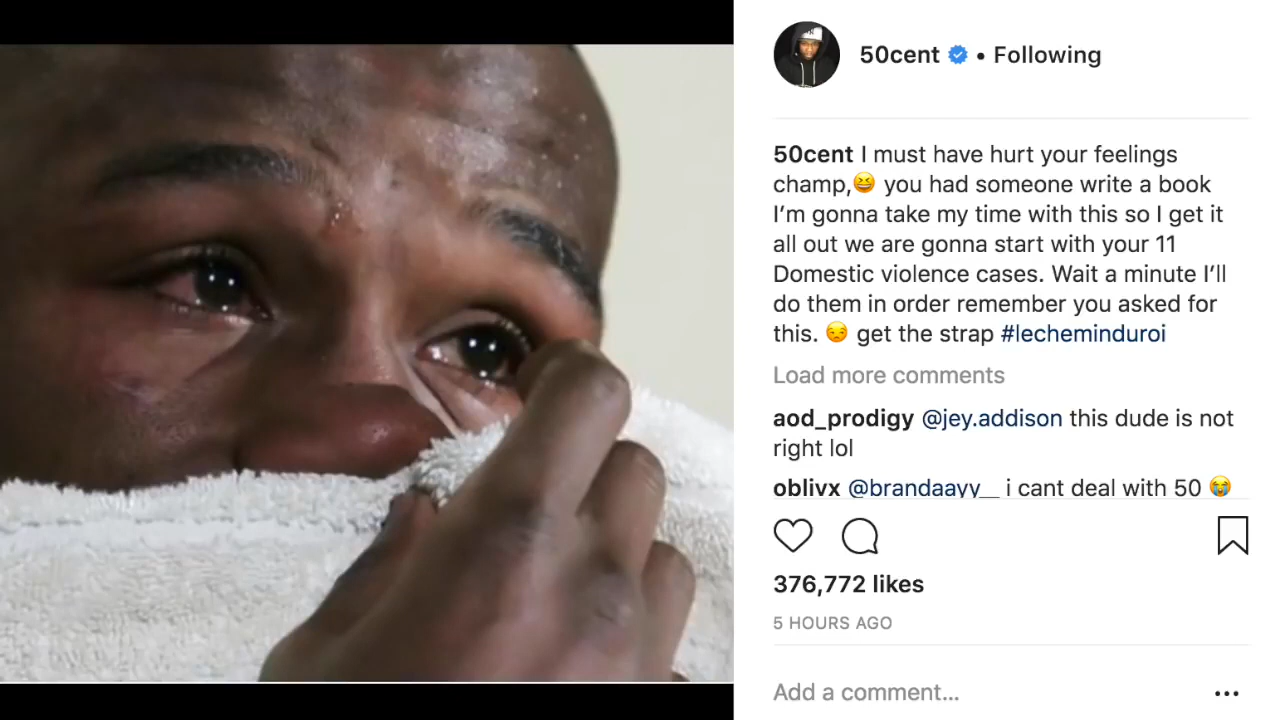 50cent • Following
50cent I must have hurt your feelings
champ,😆 you had someone write a book
I’m gonna take my time with this so I get it
all out we are gonna start with your 11
Domestic violence cases. Wait a minute I’ll
do them in order remember you asked for
this. 😒 get the strap #lecheminduroi
Load more comments
aod_prodigy @jey.addison this dude is not
right lol
oblivx @brandaayy__ i cant deal with 50 😭
376,772 likes
5 HOURS AGO
Add a comment...